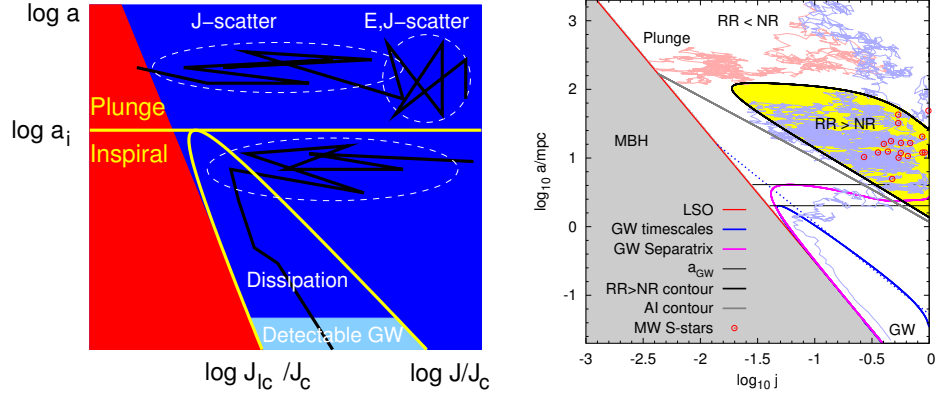 log a
J-scatter
E,J-scatter
Plunge
log a_i
Inspiral
Dissipation
Detectable GW
log J_lc /J_c
log J/J_c
3
2
1
0
-1
log10 a/mpc
RR < NR
Plunge
RR > NR
MBH
LSO
GW timescales
GW Separatrix
a_GW
RR>NR contour
AI contour
MW S-stars
GW
-3
-2.5
-2
-1.5
-1
-0.5
0
log10 j